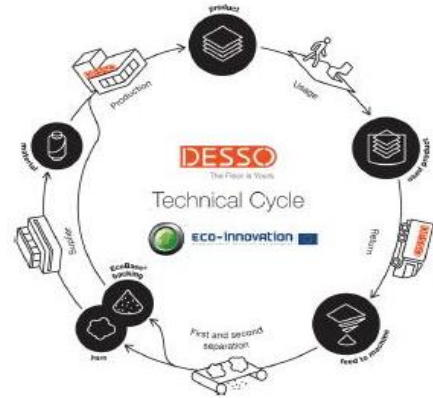 product
Production
Usage
material
used product
DESSO
The Floor is Yours
Technical Cycle
ECO-INNOVATION
Supply
Return
EcoBase®
backing
yarn
First and second
separation
feed to machine